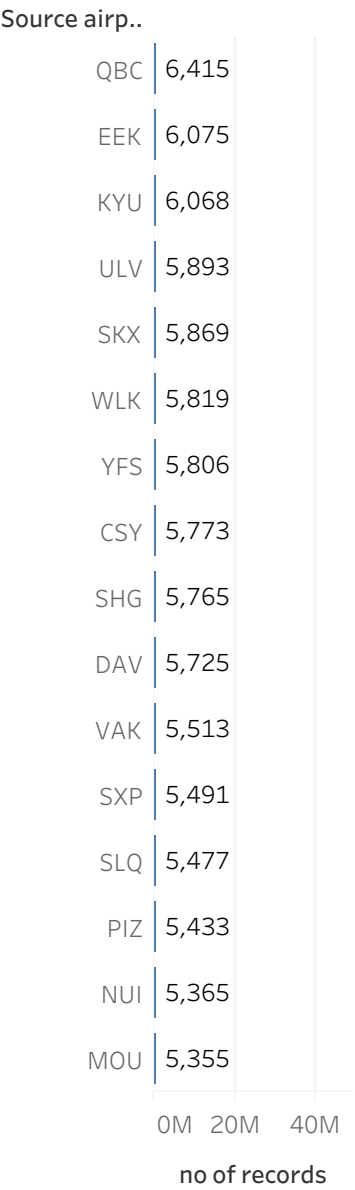 Source airp..
QBC 6,415
EEK 6,075
KYU 6,068
ULV 5,893
SKX 5,869
WLK 5,819
YFS 5,806
CSY 5,773
SHG 5,765
DAV 5,725
VAK 5,513
SXP 5,491
SLQ 5,477
PIZ 5,433
NUI 5,365
MOU 5,355
0M 20M 40M
no of records